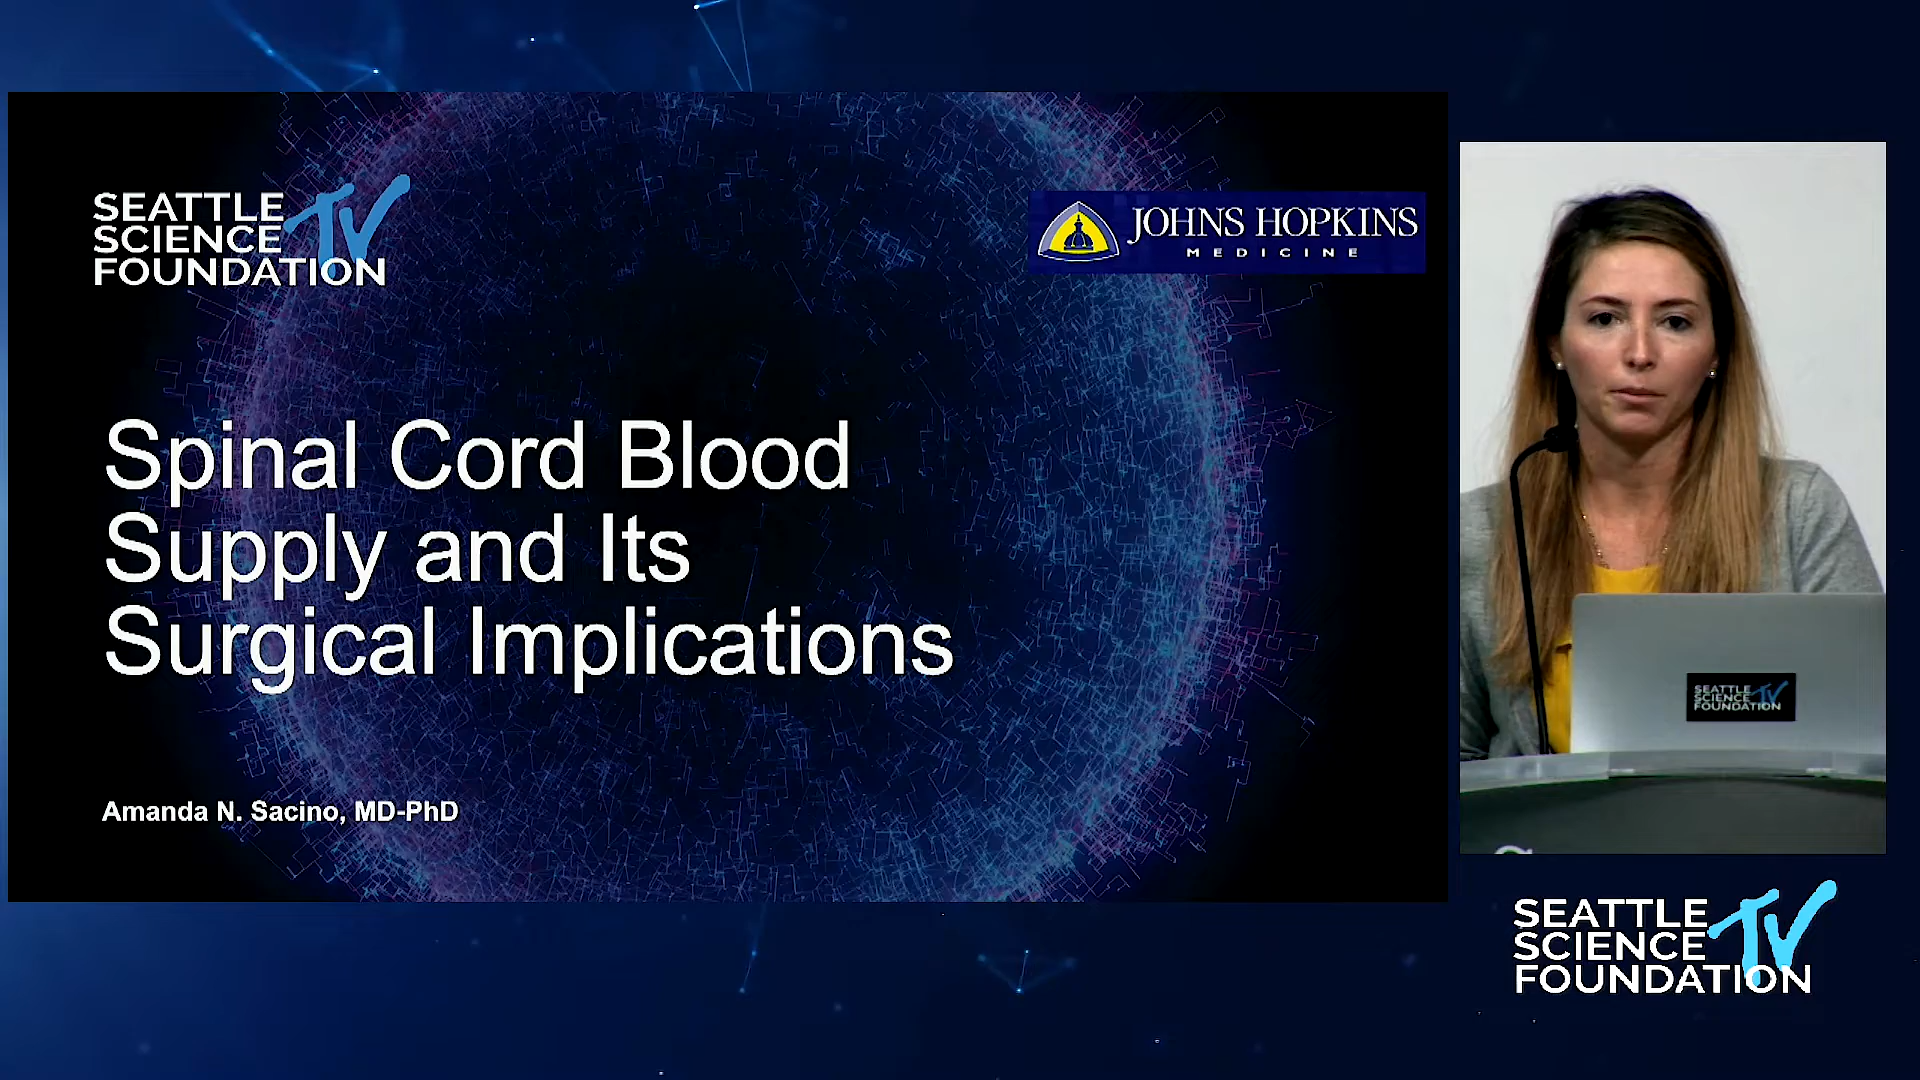 SEATTLE
SCIENCE
FOUNDATION
TV
JOHNS HOPKINS
MEDICINE
Spinal Cord Blood
Supply and Its
Surgical Implications
Amanda N. Sacino, MD-PhD
SEATTLE
SCIENCE
FOUNDATION
TV
SEATTLE
SCIENCE
FOUNDATION
TV